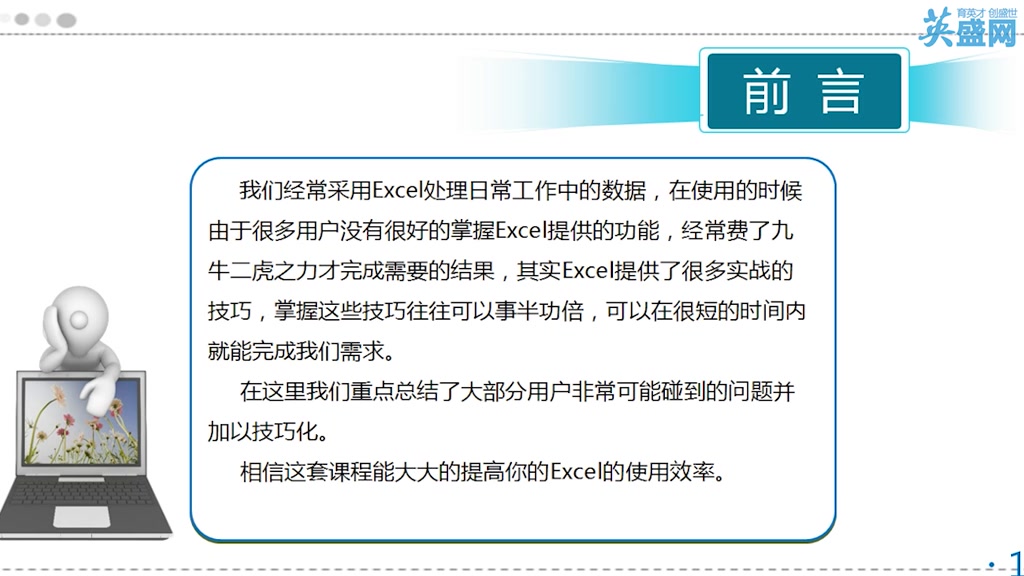 育英才 创盛世
英盛网
前言
我们经常采用Excel处理日常工作中的数据，在使用的时候
由于很多用户没有很好的掌握Excel提供的功能，经常费了九
牛二虎之力才完成需要的结果，其实Excel提供了很多实战的
技巧，掌握这些技巧往往可以事半功倍，可以在很短的时间内
就能完成我们需求。
在这里我们重点总结了大部分用户非常可能碰到的问题并
加以技巧化。
相信这套课程能大大的提高你的Excel的使用效率。
· 1